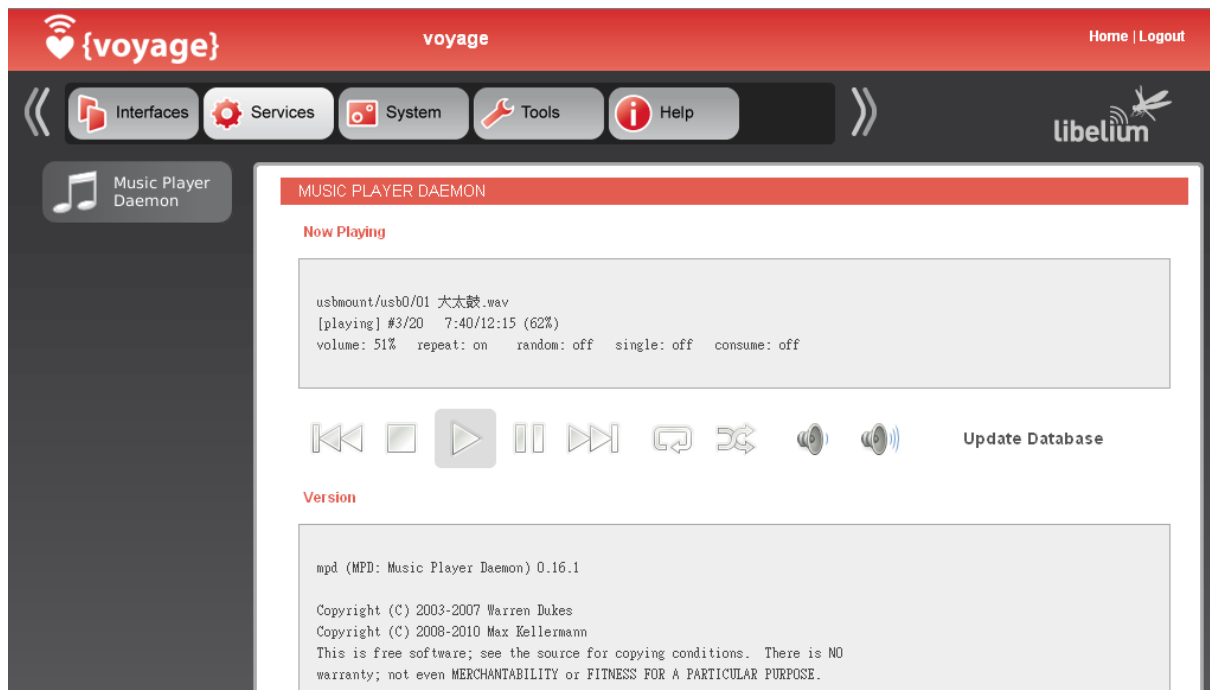 {voyage}
voyage
Home | Logout
Interfaces
Services
System
Tools
Help
libelium
Music Player
Daemon
MUSIC PLAYER DAEMON
Now Playing
usbmount/usb0/01 大太鼓.wav
[playing] #3/20   7:40/12:15 (62%)
volume: 51%   repeat: on    random: off   single: off   consume: off
Update Database
Version
mpd (MPD: Music Player Daemon) 0.16.1
Copyright (C) 2003-2007 Warren Dukes
Copyright (C) 2008-2010 Max Kellermann
This is free software; see the source for copying conditions.  There is NO
warranty; not even MERCHANTABILITY or FITNESS FOR A PARTICULAR PURPOSE.